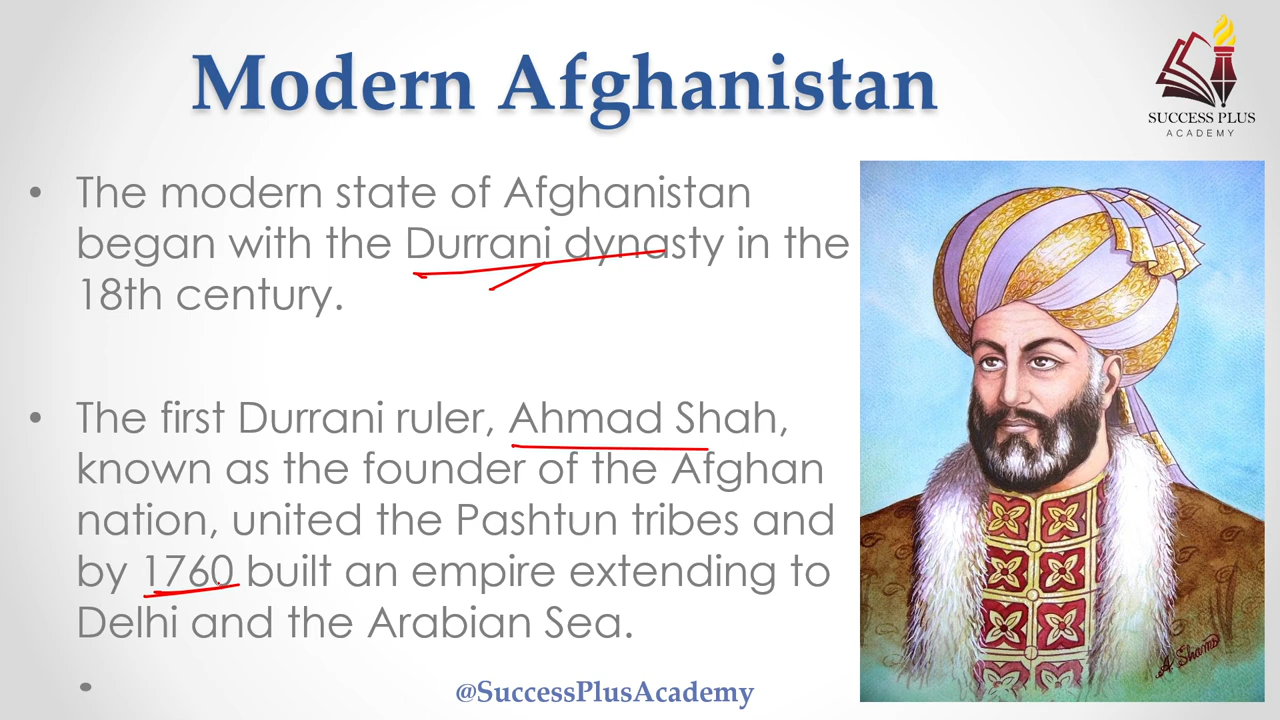 Modern Afghanistan
SUCCESS PLUS
ACADEMY
• The modern state of Afghanistan
began with the Durrani dynasty in the
18th century.
• The first Durrani ruler, Ahmad Shah,
known as the founder of the Afghan
nation, united the Pashtun tribes and
by 1760 built an empire extending to
Delhi and the Arabian Sea.
A Shams
@SuccessPlusAcademy